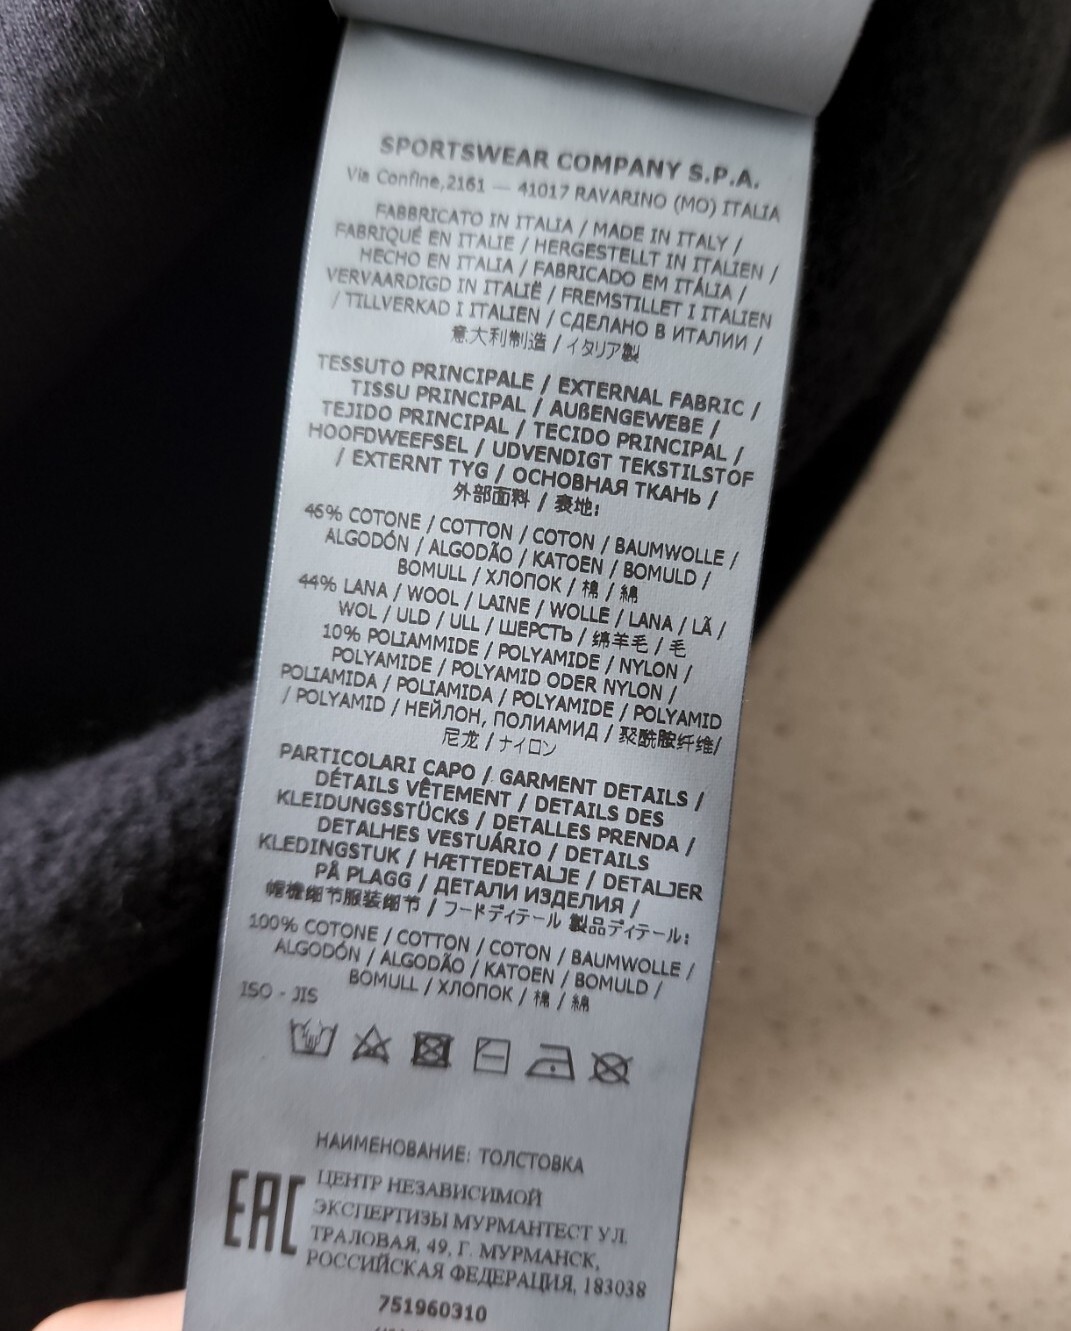 SPORTSWEAR COMPANY S.P.A.
Via Confine,2161 — 41017 RAVARINO (MO) ITALIA
FABBRICATO IN ITALIA / MADE IN ITALY /
FABRIQUÉ EN ITALIE / HERGESTELLT IN ITALIEN /
HECHO EN ITALIA / FABRICADO EM ITÁLIA /
VERVAARDIGD IN ITALIË / FREMSTILLET I ITALIEN
/ TILLVERKAD I ITALIEN / СДЕЛАНО В ИТАЛИИ /
意大利制造 / イタリア製
TESSUTO PRINCIPALE / EXTERNAL FABRIC /
TISSU PRINCIPAL / AUßENGEWEBE /
TEJIDO PRINCIPAL / TECIDO PRINCIPAL /
HOOFDWEEFSEL / UDVENDIGT TEKSTILSTOF
/ EXTERNT TYG / ОСНОВНАЯ ТКАНЬ /
外部面料 / 表地:
46% COTONE / COTTON / COTON / BAUMWOLLE /
ALGODÓN / ALGODÃO / KATOEN / BOMULD /
BOMULL / ХЛОПОК / 棉 / 綿
44% LANA / WOOL / LAINE / WOLLE / LANA / LÃ /
WOL / ULD / ULL / ШЕРСТЬ / 绵羊毛 / 毛
10% POLIAMMIDE / POLYAMIDE / NYLON /
POLYAMIDE / POLYAMID ODER NYLON /
POLIAMIDA / POLIAMIDA / POLYAMIDE / POLYAMID
/ POLYAMID / НЕЙЛОН, ПОЛИАМИД / 聚酰胺纤维/
尼龙 / ナイロン
PARTICOLARI CAPO / GARMENT DETAILS /
DÉTAILS VÊTEMENT / DETAILS DES
KLEIDUNGSSTÜCKS / DETALLES PRENDA /
DETALHES VESTUÁRIO / DETAILS
KLEDINGSTUK / HÆTTEDETALJE / DETALJER
PÅ PLAGG / ДЕТАЛИ ИЗДЕЛИЯ /
帽檐细节服装细节 / フードディテール 製品ディテール:
100% COTONE / COTTON / COTON / BAUMWOLLE /
ALGODÓN / ALGODÃO / KATOEN / BOMULD /
BOMULL / ХЛОПОК / 棉 / 綿
ISO - JIS
НАИМЕНОВАНИЕ: ТОЛСТОВКА
EAC
ЦЕНТР НЕЗАВИСИМОЙ
ЭКСПЕРТИЗЫ МУРМАНТЕСТ УЛ.
ТРАЛОВАЯ, 49, Г. МУРМАНСК,
РОССИЙСКАЯ ФЕДЕРАЦИЯ, 183038
751960310